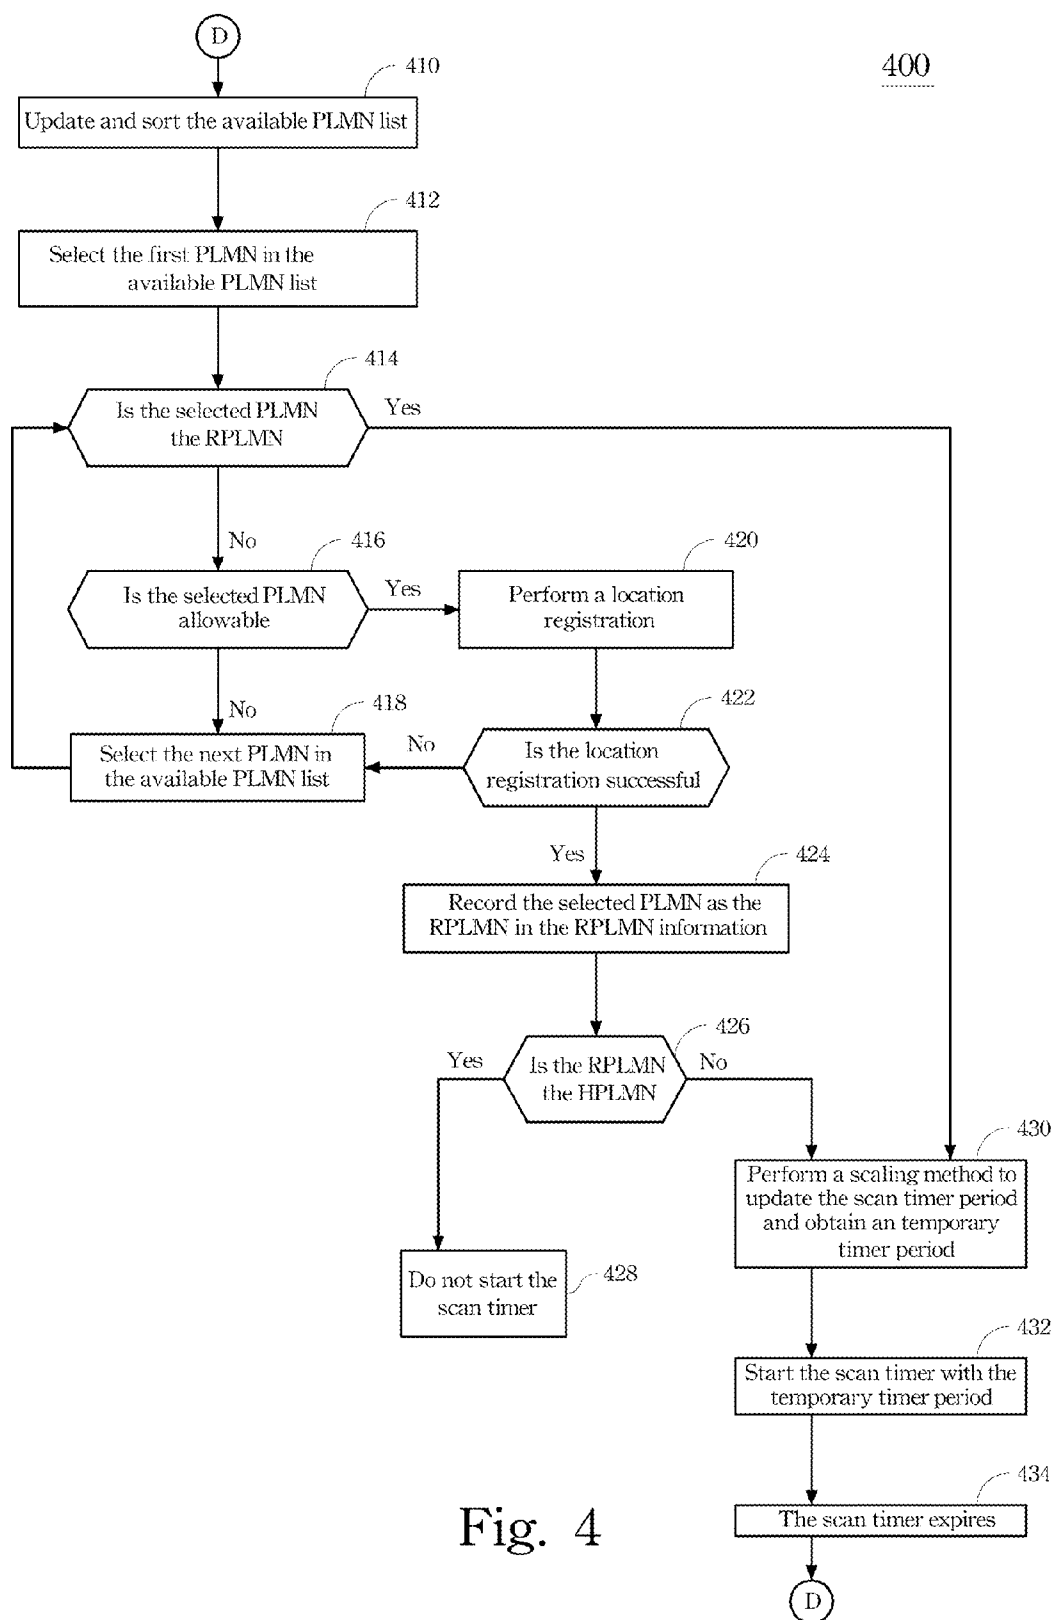 D
400
410
Update and sort the available PLMN list
412
Select the first PLMN in the
available PLMN list
414
Is the selected PLMN
the RPLMN
Yes
No
416
Is the selected PLMN
allowable
Yes
420
Perform a location
registration
No
418
Select the next PLMN in
the available PLMN list
No
422
Is the location
registration successful
Yes
424
Record the selected PLMN as the
RPLMN in the RPLMN information
426
Is the RPLMN
the HPLMN
Yes
No
428
Do not start the
scan timer
430
Perform a scaling method to
update the scan timer period
and obtain an temporary
timer period
432
Start the scan timer with the
temporary timer period
434
The scan timer expires
D
Fig. 4